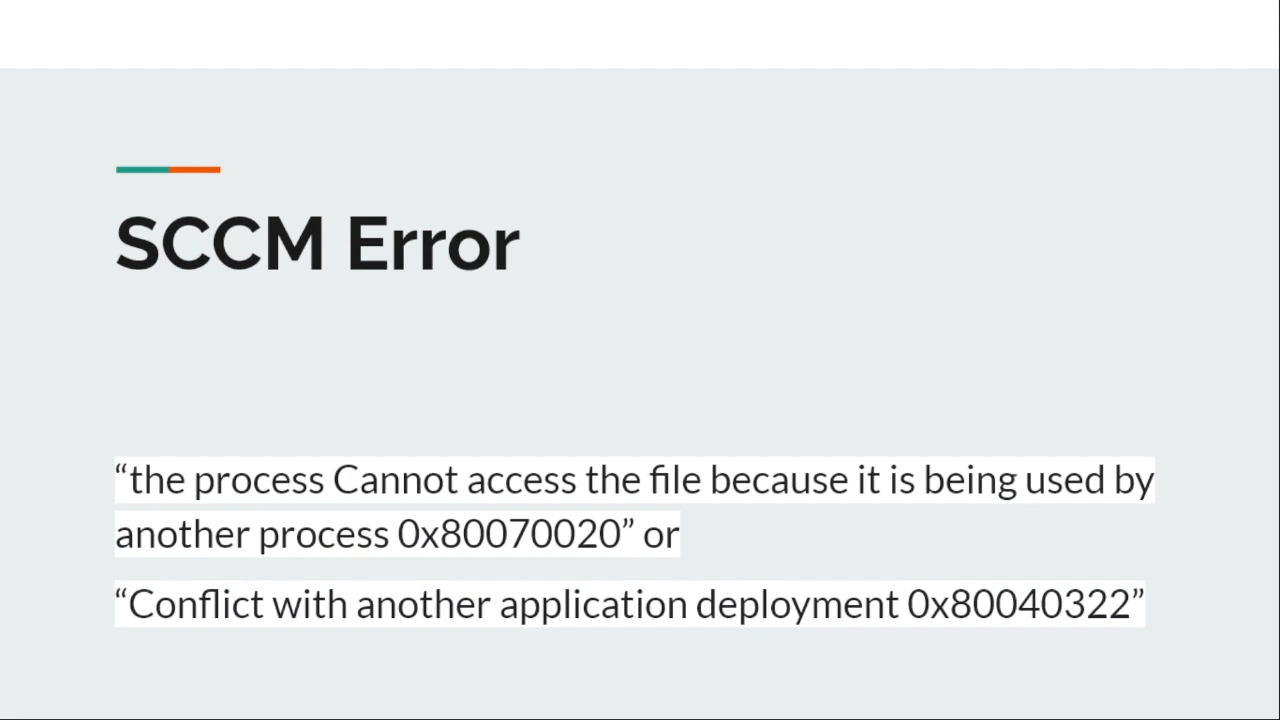 SCCM Error
“the process Cannot access the file because it is being used by
another process 0x80070020” or
“Conflict with another application deployment 0x80040322”